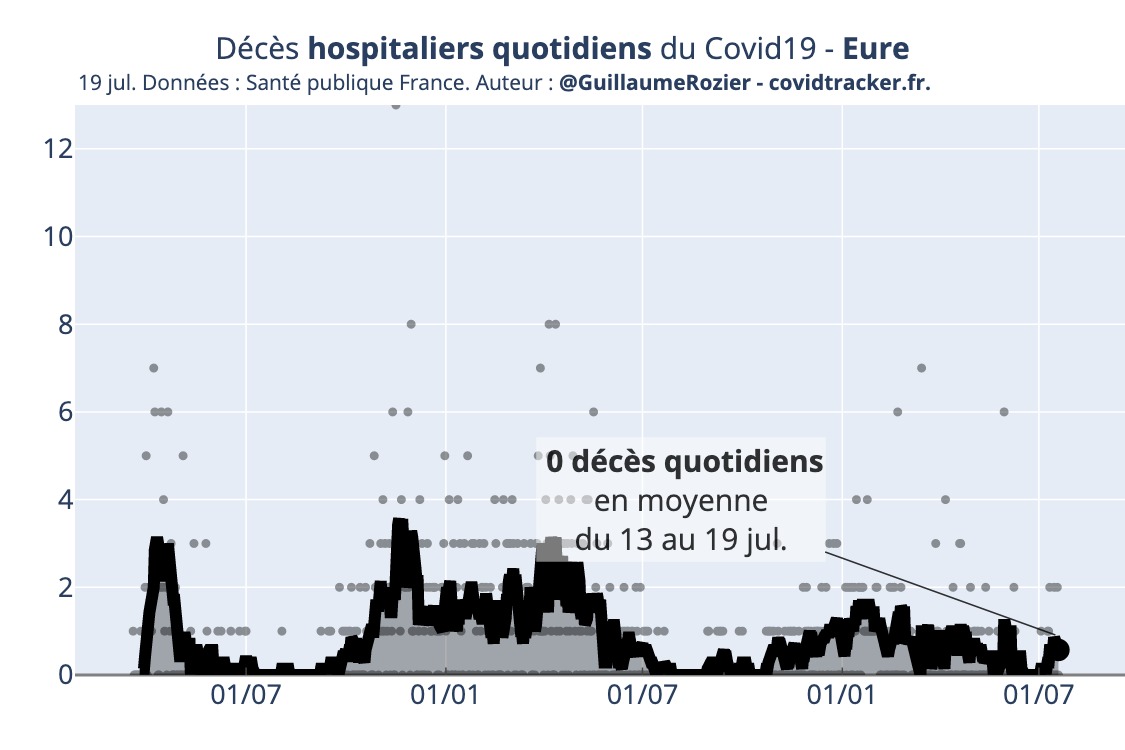 Décès hospitaliers quotidiens du Covid19 - Eure
19 jul. Données : Santé publique France. Auteur : @GuillaumeRozier - covidtracker.fr.
12
10
8
6
4
2
0
0 décès quotidiens
en moyenne
du 13 au 19 jul.
01/07 01/01 01/07 01/01 01/07